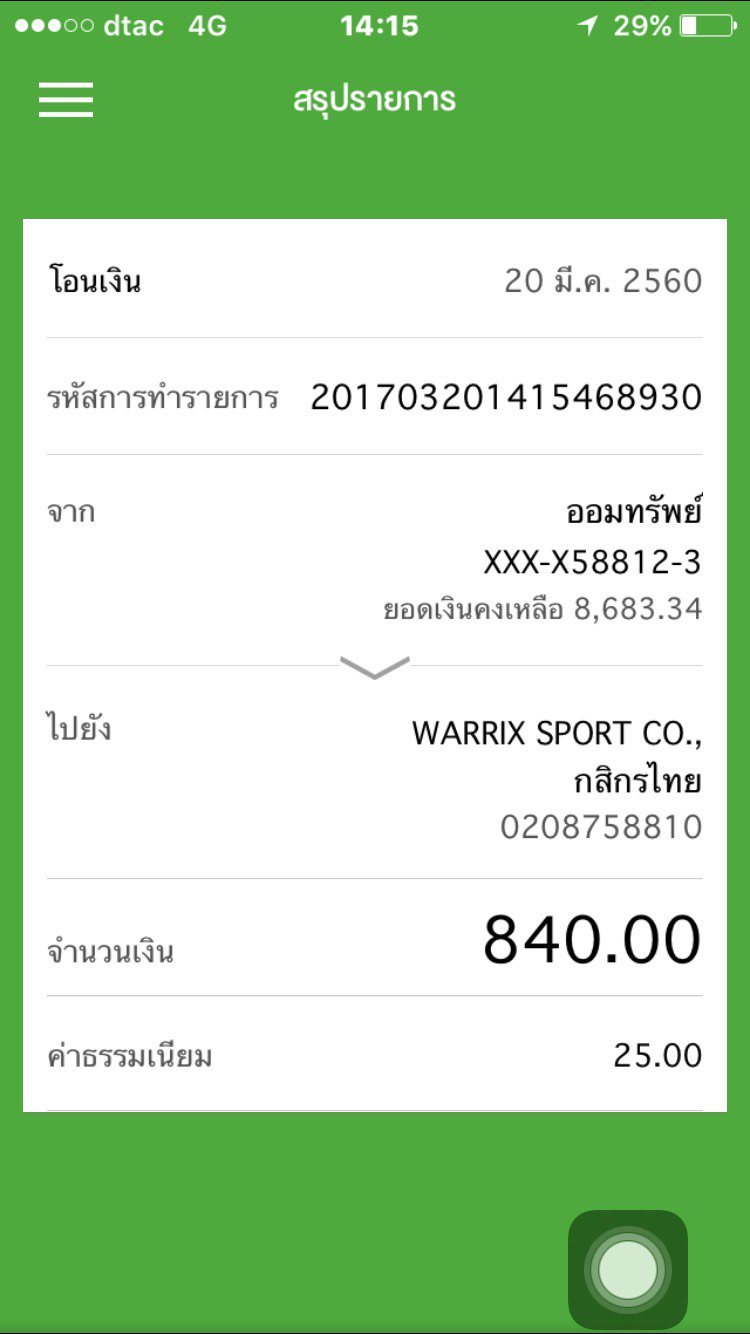 dtac 4G 14:15 29%
สรุปรายการ
โอนเงิน 20 มี.ค. 2560
รหัสการทำรายการ 201703201415468930
จาก ออมทรัพย์
XXX-X58812-3
ยอดเงินคงเหลือ 8,683.34
ไปยัง WARRIX SPORT CO.,
กสิกรไทย
0208758810
จำนวนเงิน 840.00
ค่าธรรมเนียม 25.00